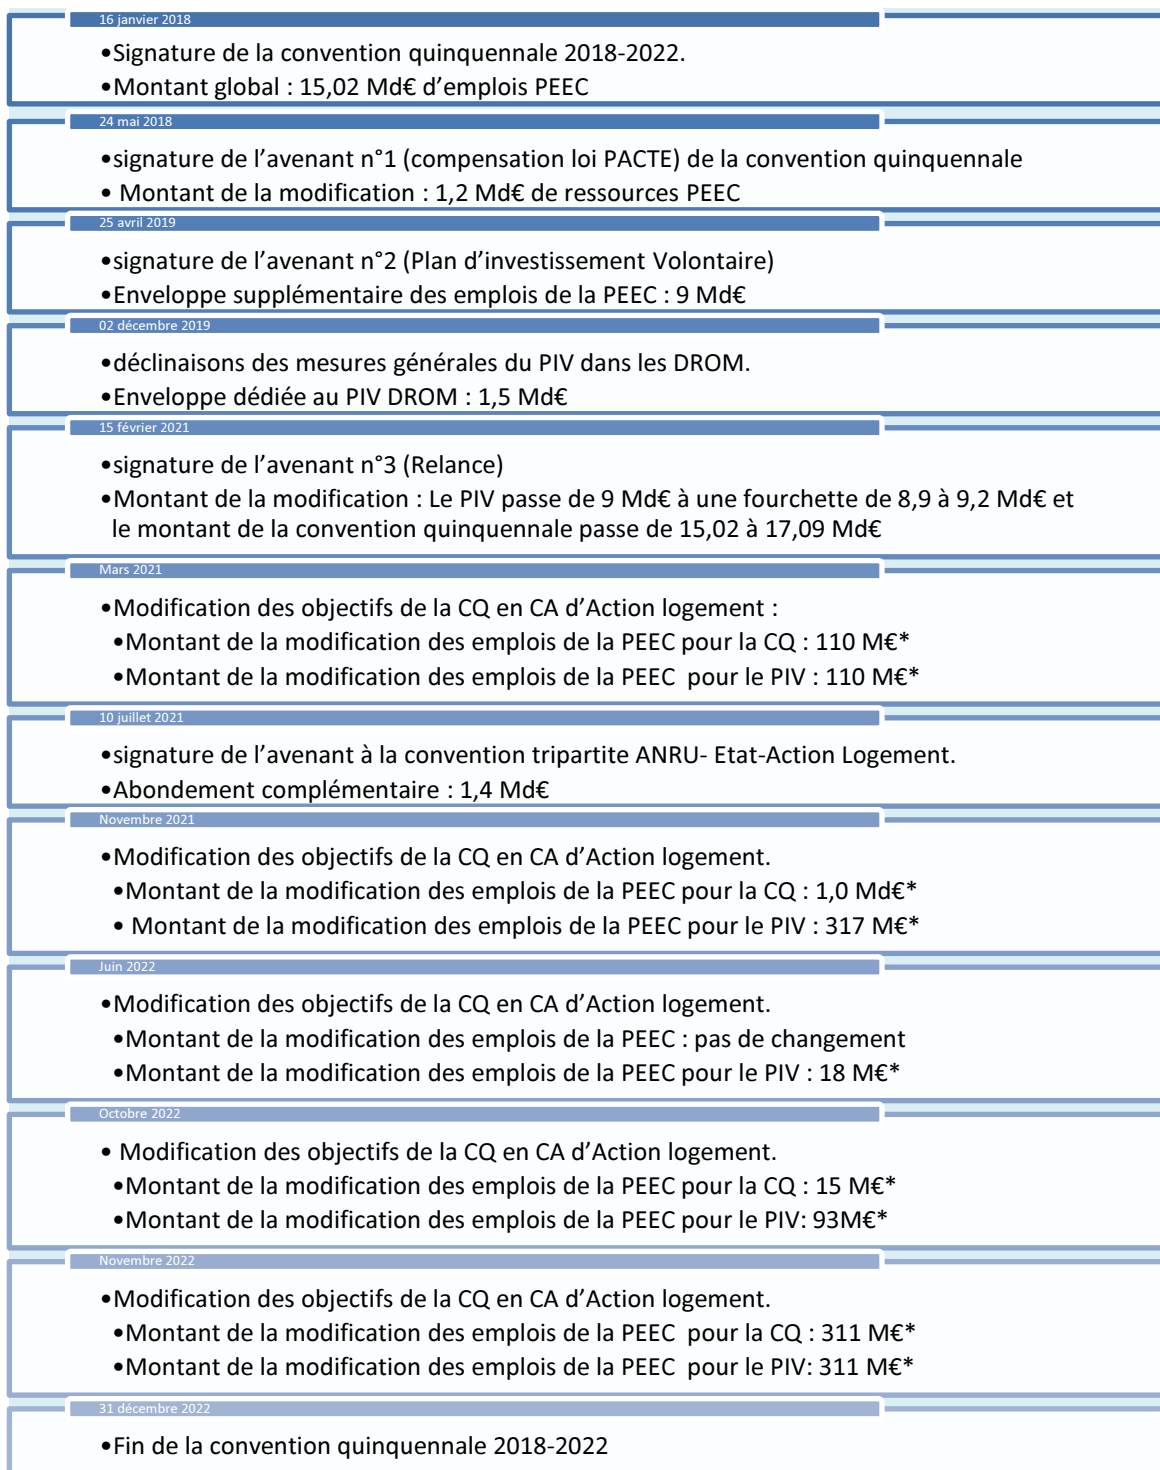 16 janvier 2018
•Signature de la convention quinquennale 2018-2022.
•Montant global : 15,02 Md€ d’emplois PEEC
24 mai 2018
•signature de l’avenant n°1 (compensation loi PACTE) de la convention quinquennale
• Montant de la modification : 1,2 Md€ de ressources PEEC
25 avril 2019
•signature de l’avenant n°2 (Plan d’investissement Volontaire)
•Enveloppe supplémentaire des emplois de la PEEC : 9 Md€
02 décembre 2019
•déclinaisons des mesures générales du PIV dans les DROM.
•Enveloppe dédiée au PIV DROM : 1,5 Md€
15 février 2021
•signature de l’avenant n°3 (Relance)
•Montant de la modification : Le PIV passe de 9 Md€ à une fourchette de 8,9 à 9,2 Md€ et
le montant de la convention quinquennale passe de 15,02 à 17,09 Md€
Mars 2021
•Modification des objectifs de la CQ en CA d’Action logement :
•Montant de la modification des emplois de la PEEC pour la CQ : 110 M€*
•Montant de la modification des emplois de la PEEC pour le PIV : 110 M€*
10 juillet 2021
•signature de l’avenant à la convention tripartite ANRU- Etat-Action Logement.
•Abondement complémentaire : 1,4 Md€
Novembre 2021
•Modification des objectifs de la CQ en CA d’Action logement.
•Montant de la modification des emplois de la PEEC pour la CQ : 1,0 Md€*
• Montant de la modification des emplois de la PEEC pour le PIV : 317 M€*
Juin 2022
•Modification des objectifs de la CQ en CA d’Action logement.
•Montant de la modification des emplois de la PEEC : pas de changement
•Montant de la modification des emplois de la PEEC pour le PIV : 18 M€*
Octobre 2022
• Modification des objectifs de la CQ en CA d’Action logement.
•Montant de la modification des emplois de la PEEC pour la CQ : 15 M€*
•Montant de la modification des emplois de la PEEC pour le PIV: 93M€*
Novembre 2022
•Modification des objectifs de la CQ en CA d’Action logement.
•Montant de la modification des emplois de la PEEC pour la CQ : 311 M€*
•Montant de la modification des emplois de la PEEC pour le PIV: 311 M€*
31 décembre 2022
•Fin de la convention quinquennale 2018-2022